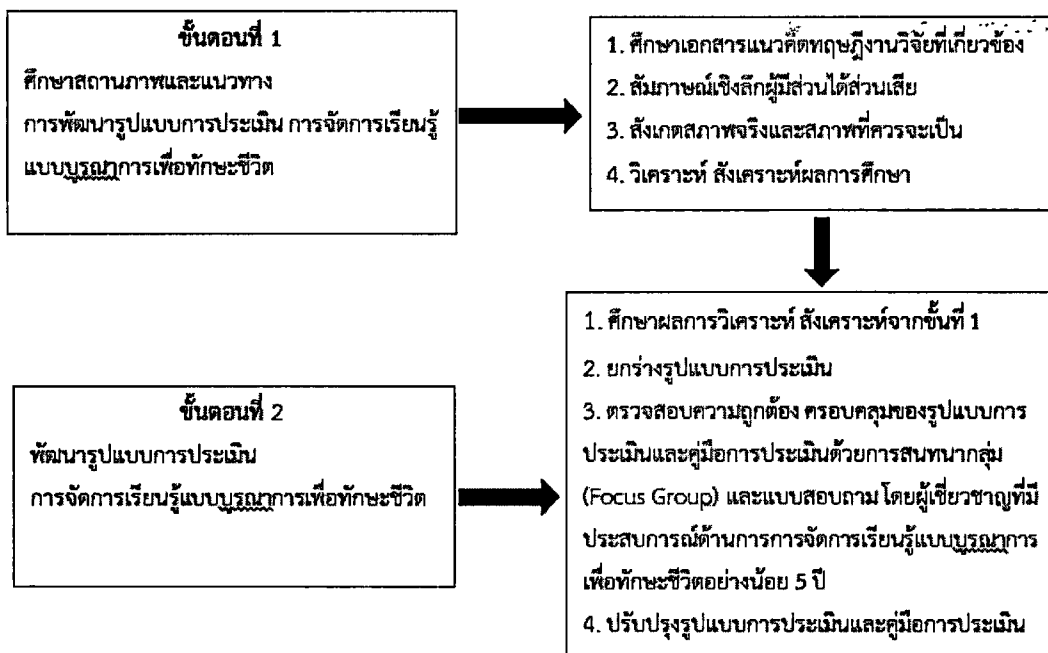 ขั้นตอนที่ 1
ศึกษาสถานภาพและแนวทาง
การพัฒนารูปแบบการประเมิน การจัดการเรียนรู้
แบบบูรณาการเพื่อทักษะชีวิต
1. ศึกษาเอกสารแนวคิดทฤษฎีงานวิจัยที่เกี่ยวข้อง
2. สัมภาษณ์เชิงลึกผู้มีส่วนได้ส่วนเสีย
3. สังเกตสภาพจริงและสภาพที่ควรจะเป็น
4. วิเคราะห์ สังเคราะห์ผลการศึกษา
ขั้นตอนที่ 2
พัฒนารูปแบบการประเมิน
การจัดการเรียนรู้แบบบูรณาการเพื่อทักษะชีวิต
1. ศึกษาผลการวิเคราะห์ สังเคราะห์จากขั้นที่ 1
2. ยกร่างรูปแบบการประเมิน
3. ตรวจสอบความถูกต้อง ครอบคลุมของรูปแบบการ
ประเมินและคู่มือการประเมินด้วยการสนทนากลุ่ม
(Focus Group) และแบบสอบถาม โดยผู้เชี่ยวชาญที่มี
ประสบการณ์ด้านการการจัดการเรียนรู้แบบบูรณาการ
เพื่อทักษะชีวิตอย่างน้อย 5 ปี
4. ปรับปรุงรูปแบบการประเมินและคู่มือการประเมิน